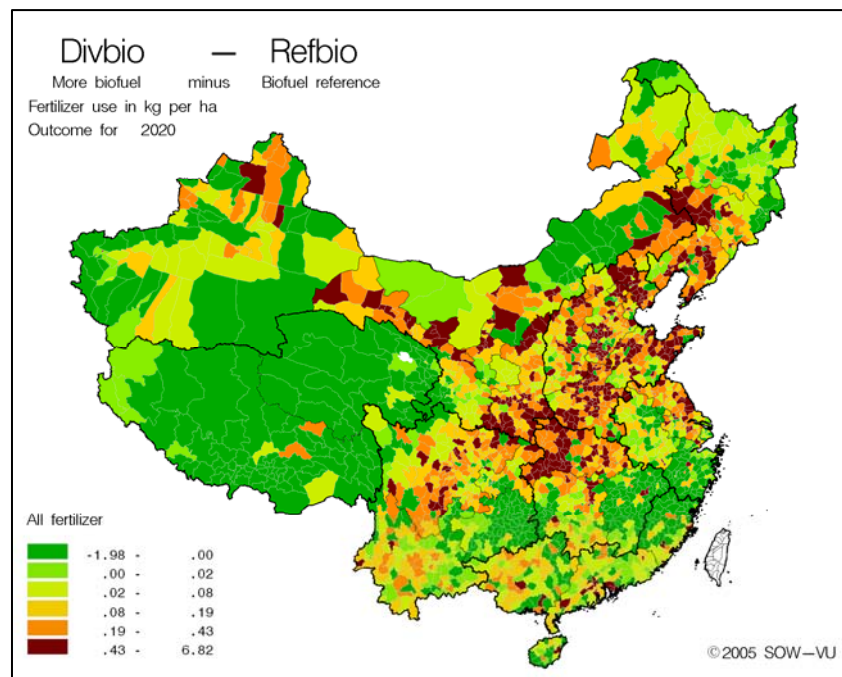 Divbio — Refbio
More biofuel minus Biofuel reference
Fertilizer use in kg per ha
Outcome for 2020
All fertilizer
-1.98 - .00
.00 - .02
.02 - .08
.08 - .19
.19 - .43
.43 - 6.82
©2005 SOW—VU